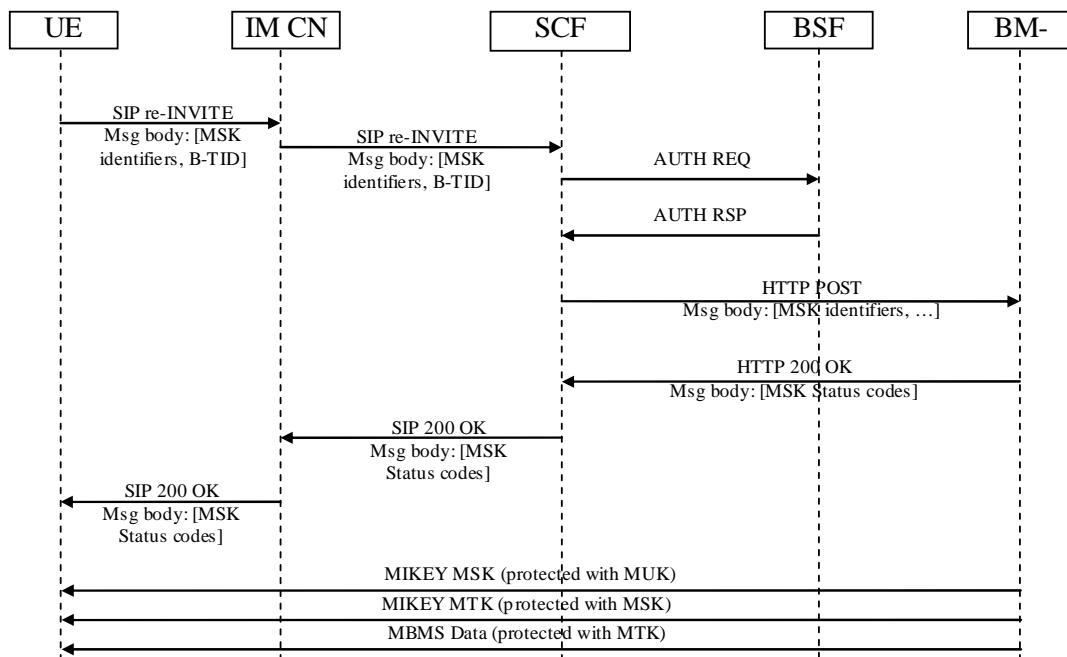 UE
IM CN
SCF
BSF
BM-
SIP re-INVITE
Msg body: [MSK
identifiers, B-TID]
SIP re-INVITE
Msg body: [MSK
identifiers, B-TID]
AUTH REQ
AUTH RSP
HTTP POST
Msg body: [MSK identifiers, …]
HTTP 200 OK
Msg body: [MSK Status codes]
SIP 200 OK
Msg body: [MSK
Status codes]
SIP 200 OK
Msg body: [MSK
Status codes]
MIKEY MSK (protected with MUK)
MIKEY MTK (protected with MSK)
MBMS Data (protected with MTK)